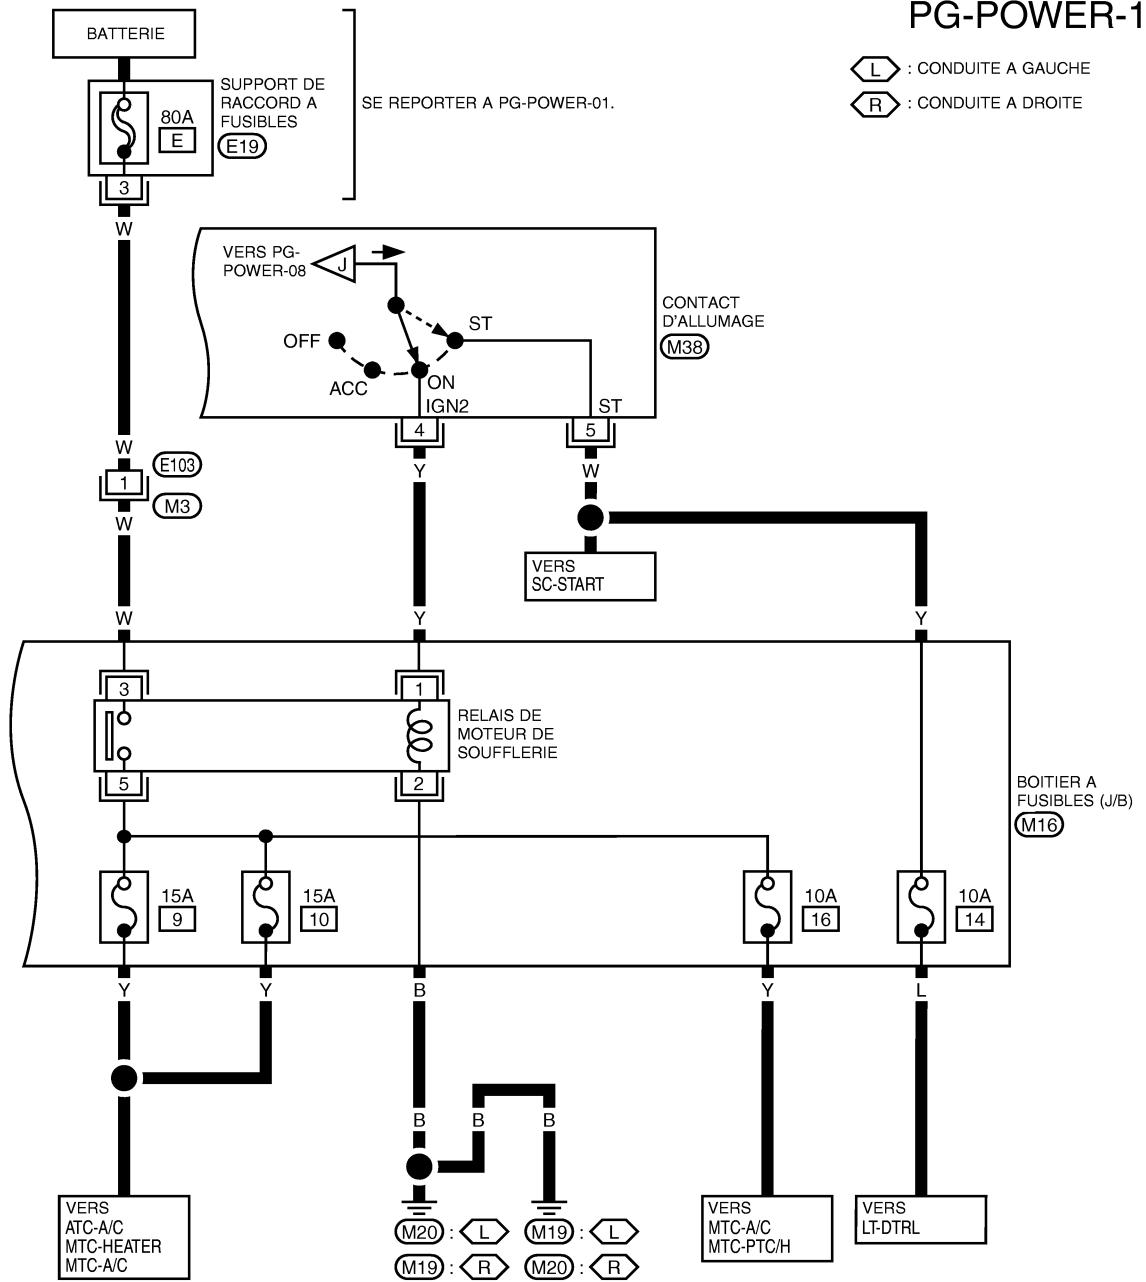 PG-POWER-1
BATTERIE
L : CONDUITE A GAUCHE
R : CONDUITE A DROITE
SUPPORT DE
RACCORD A
FUSIBLES
E19
80A
E
SE REPORTER A PG-POWER-01.
3
W
VERS PG-
POWER-08
J
CONTACT
D'ALLUMAGE
M38
OFF
ACC
ON
ST
IGN2
ST
4
5
W
Y
W
1
E103
M3
W
VERS
SC-START
W
Y
Y
3
1
RELAIS DE
MOTEUR DE
SOUFFLERIE
5
2
BOITIER A
FUSIBLES (J/B)
M16
15A
9
15A
10
10A
16
10A
14
Y
Y
B
Y
L
B
B
B
VERS
ATC-A/C
MTC-HEATER
MTC-A/C
M20 : L
M19 : L
M19 : R
M20 : R
VERS
MTC-A/C
MTC-PTC/H
VERS
LT-DTRL